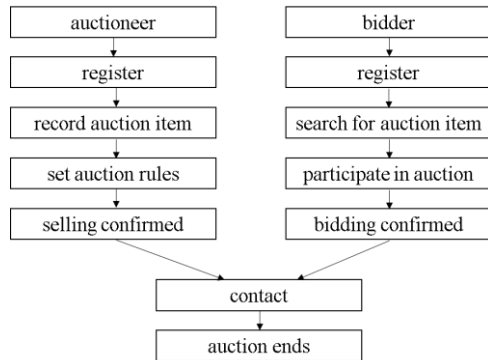 auctioneer
bidder
register
register
record auction item
search for auction item
set auction rules
participate in auction
selling confirmed
bidding confirmed
contact
auction ends